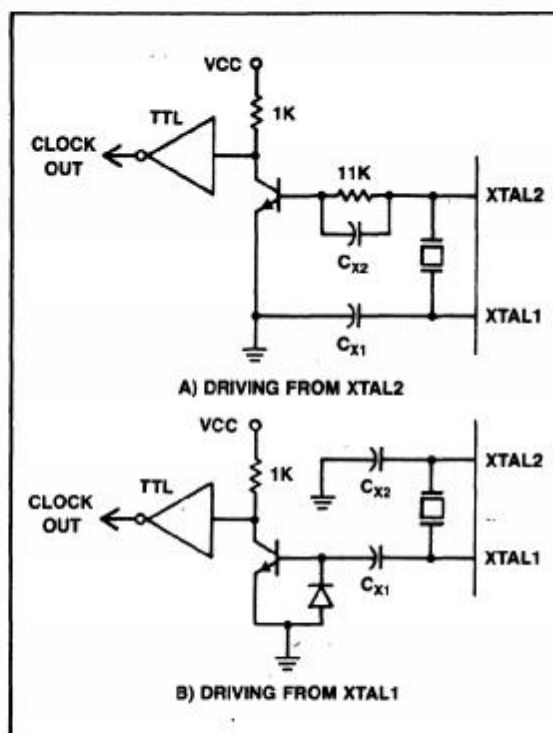 VCC
TTL
1K
CLOCK
OUT
11K
XTAL2
CX2
XTAL1
CX1
A) DRIVING FROM XTAL2
VCC
TTL
1K
CLOCK
OUT
XTAL2
CX2
XTAL1
CX1
B) DRIVING FROM XTAL1